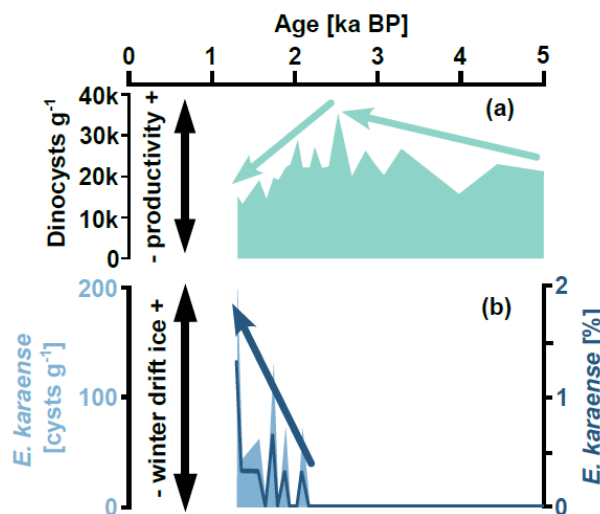 Age [ka BP]
0 1 2 3 4 5
Dinocysts g-1
40k
30k
20k
10k
0
- productivity +
(a)
E. karaense
[cysts g-1]
200
100
0
- winter drift ice +
(b)
2
1
0
E. karaense [%]